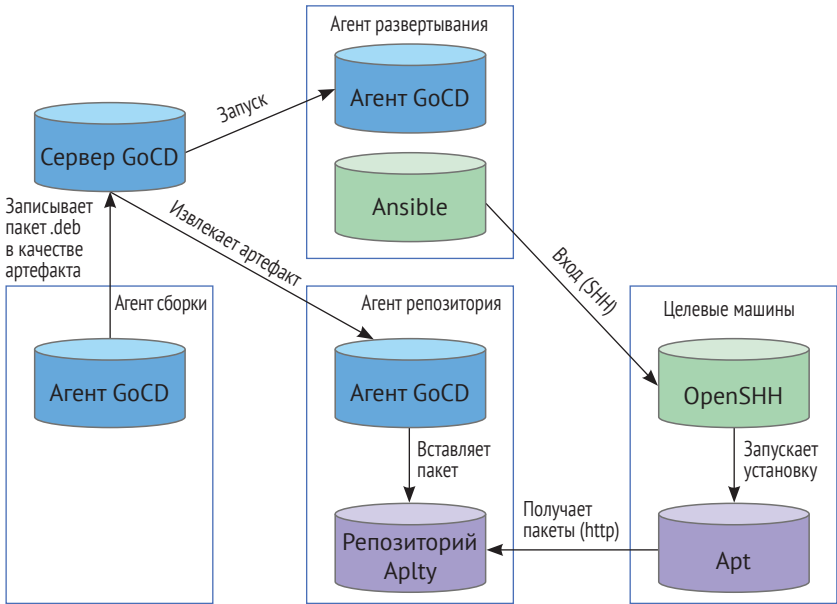 Агент развертывания
Агент GoCD
Запуск
Сервер GoCD
Ansible
Записывает
пакет .deb
в качестве
артефакта
Извлекает артефакт
Вход (SHH)
Агент сборки
Агент репозитория
Целевые машины
Агент GoCD
Агент GoCD
OpenSHH
Вставляет
пакет
Запускает
установку
Получает
пакеты (http)
Репозиторий
Aplty
Apt